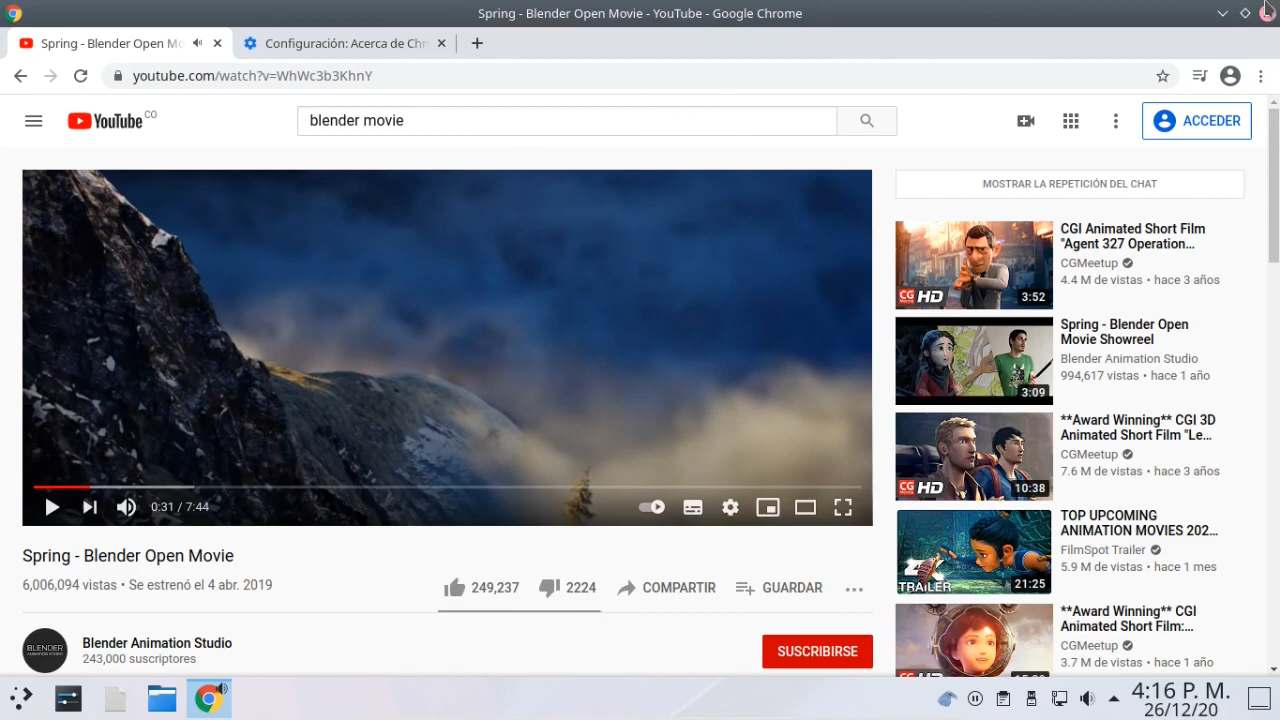 Spring - Blender Open Movie - YouTube - Google Chrome
Spring - Blender Open Mo
Configuración: Acerca de Chr
youtube.com/watch?v=WhWc3b3KhnY
YouTube CO
blender movie
ACCEDER
MOSTRAR LA REPETICIÓN DEL CHAT
CGI Animated Short Film
"Agent 327 Operation...
CGMeetup
4.4 M de vistas • hace 3 años
CG HD
3:52
Spring - Blender Open
Movie Showreel
Blender Animation Studio
994,617 vistas • hace 1 año
3:09
**Award Winning** CGI 3D
Animated Short Film "Le...
CGMeetup
7.6 M de vistas • hace 3 años
CG HD
10:38
TOP UPCOMING
ANIMATION MOVIES 202...
FilmSpot Trailer
5.9 M de vistas • hace 1 mes
TRAILER
21:25
**Award Winning** CGI
Animated Short Film:...
CGMeetup
3.7 M de vistas • hace 1 año
0:31 / 7:44
Spring - Blender Open Movie
6,006,094 vistas • Se estrenó el 4 abr. 2019
249,237
2224
COMPARTIR
GUARDAR
BLENDER
Blender Animation Studio
243,000 suscriptores
SUSCRIBIRSE
4:16 P. M.
26/12/20